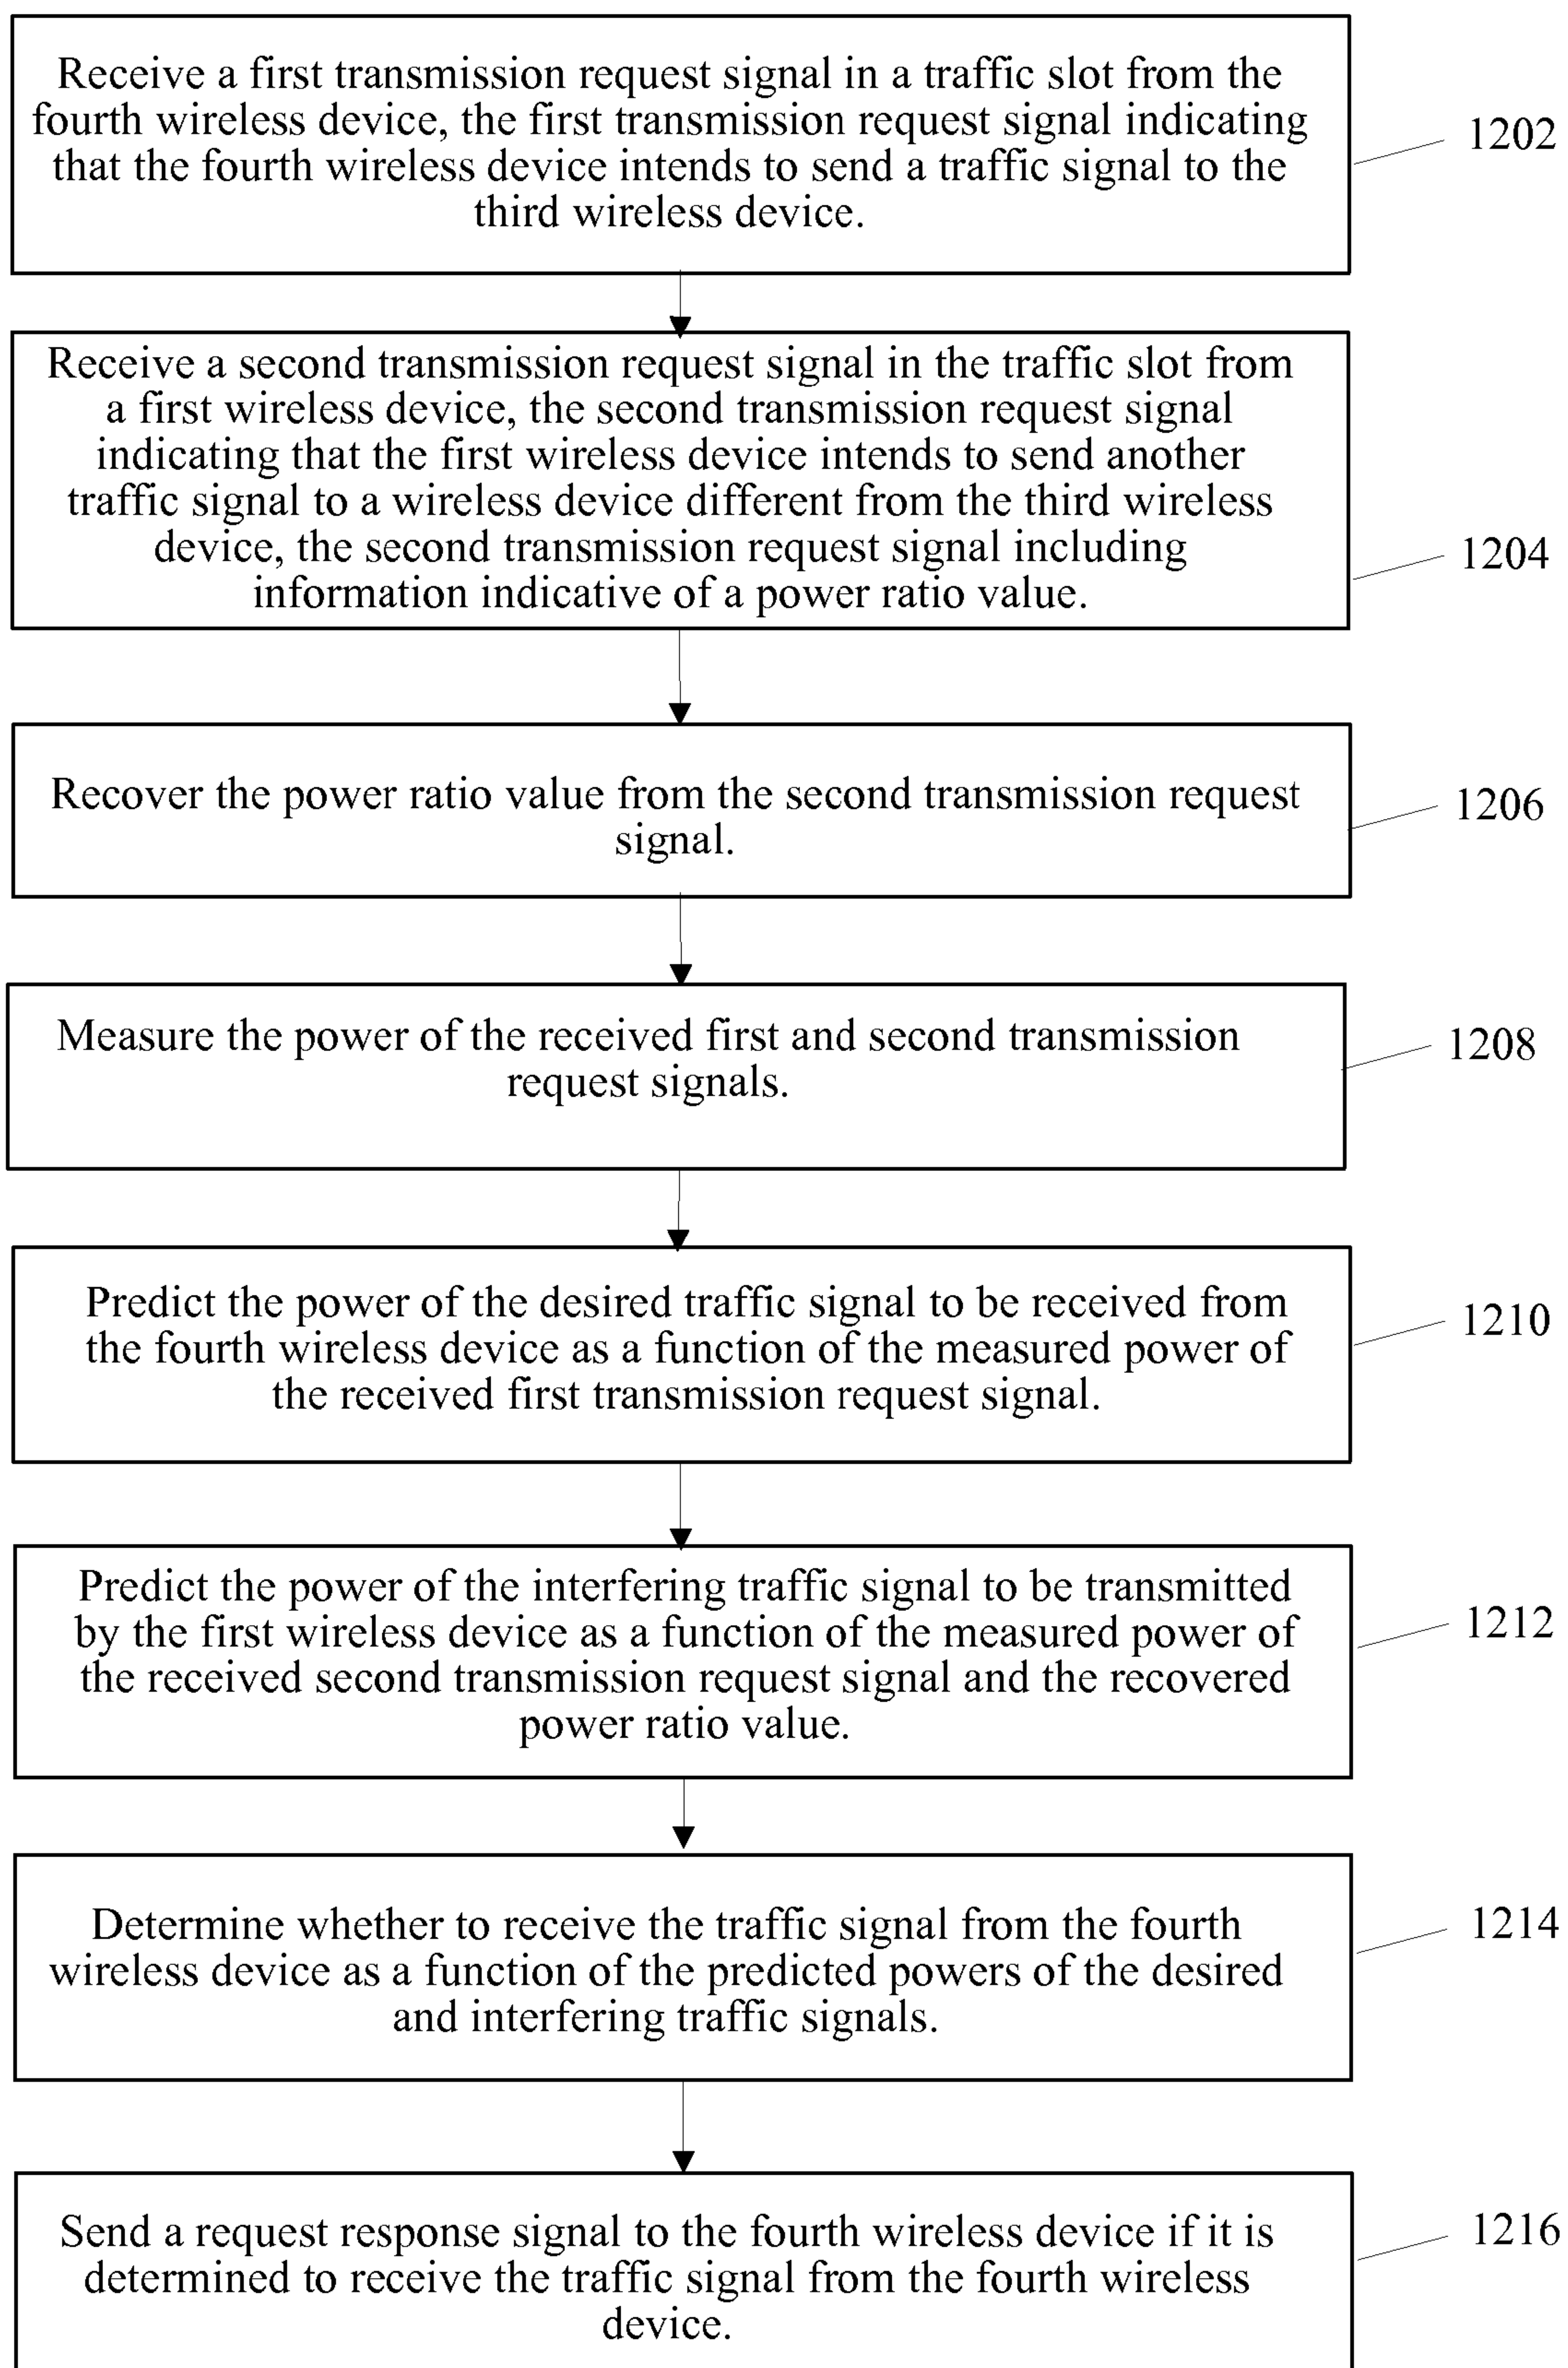 Receive a first transmission request signal in a traffic slot from the
fourth wireless device, the first transmission request signal indicating
that the fourth wireless device intends to send a traffic signal to the
third wireless device.
1202
Receive a second transmission request signal in the traffic slot from
a first wireless device, the second transmission request signal
indicating that the first wireless device intends to send another
traffic signal to a wireless device different from the third wireless
device, the second transmission request signal including
information indicative of a power ratio value.
1204
Recover the power ratio value from the second transmission request
signal.
1206
Measure the power of the received first and second transmission
request signals.
1208
Predict the power of the desired traffic signal to be received from
the fourth wireless device as a function of the measured power of
the received first transmission request signal.
1210
Predict the power of the interfering traffic signal to be transmitted
by the first wireless device as a function of the measured power of
the received second transmission request signal and the recovered
power ratio value.
1212
Determine whether to receive the traffic signal from the fourth
wireless device as a function of the predicted powers of the desired
and interfering traffic signals.
1214
Send a request response signal to the fourth wireless device if it is
determined to receive the traffic signal from the fourth wireless
device.
1216